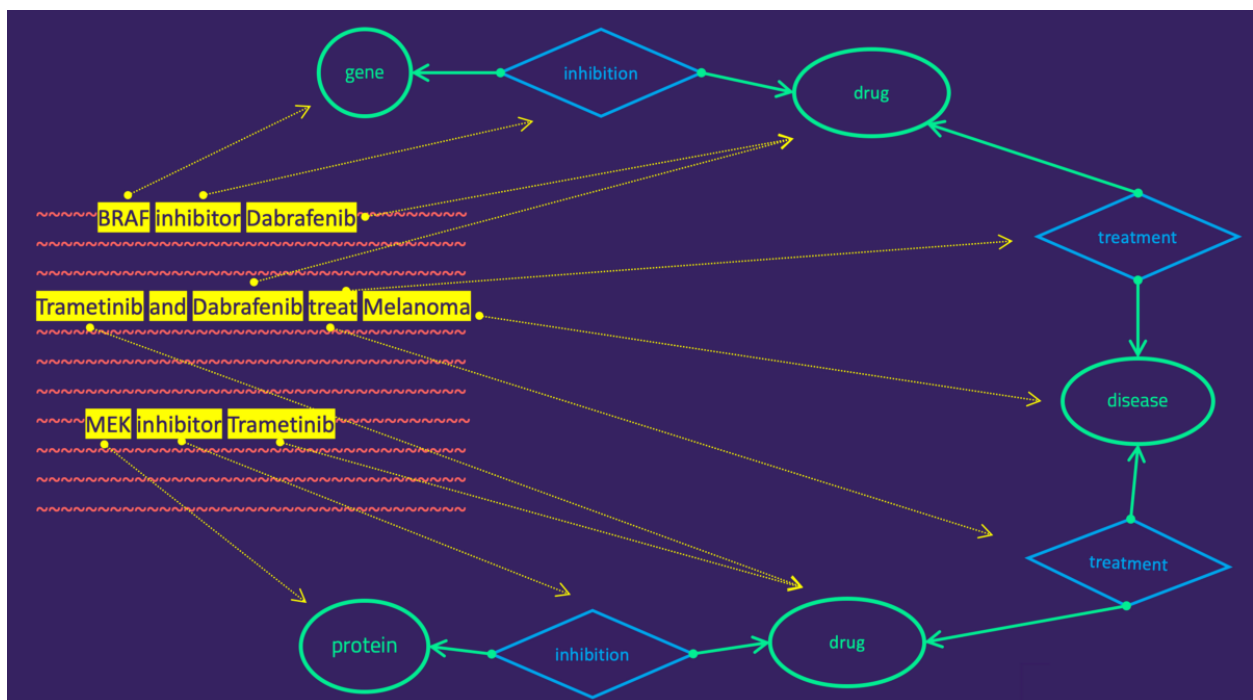 gene
inhibition
drug
BRAF inhibitor Dabrafenib
treatment
Trametinib and Dabrafenib treat Melanoma
disease
MEK inhibitor Trametinib
treatment
protein
inhibition
drug